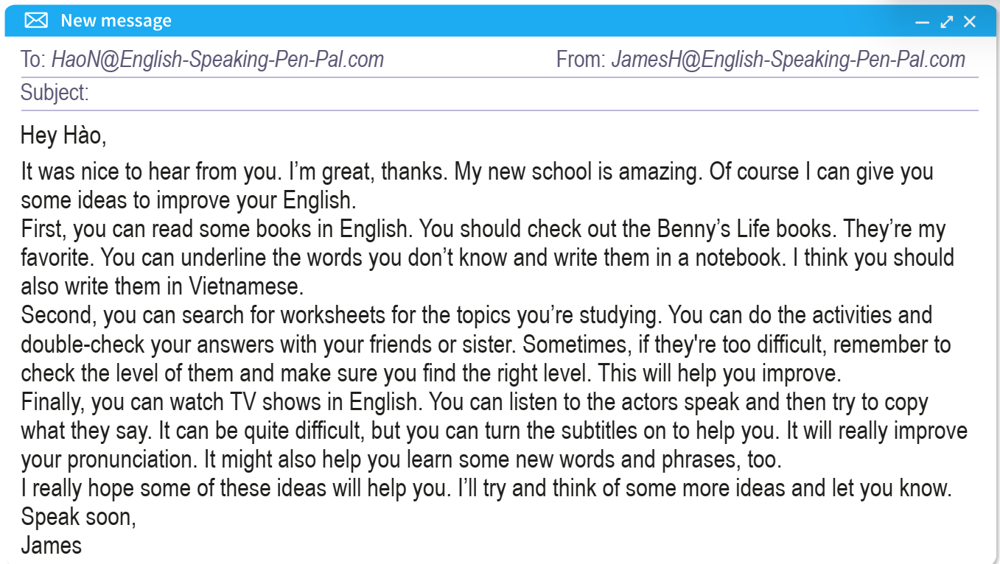 New message
To: HaoN@English-Speaking-Pen-Pal.com From: JamesH@English-Speaking-Pen-Pal.com
Subject:
Hey Hào,
It was nice to hear from you. I’m great, thanks. My new school is amazing. Of course I can give you
some ideas to improve your English.
First, you can read some books in English. You should check out the Benny’s Life books. They’re my
favorite. You can underline the words you don’t know and write them in a notebook. I think you should
also write them in Vietnamese.
Second, you can search for worksheets for the topics you’re studying. You can do the activities and
double-check your answers with your friends or sister. Sometimes, if they're too difficult, remember to
check the level of them and make sure you find the right level. This will help you improve.
Finally, you can watch TV shows in English. You can listen to the actors speak and then try to copy
what they say. It can be quite difficult, but you can turn the subtitles on to help you. It will really improve
your pronunciation. It might also help you learn some new words and phrases, too.
I really hope some of these ideas will help you. I’ll try and think of some more ideas and let you know.
Speak soon,
James